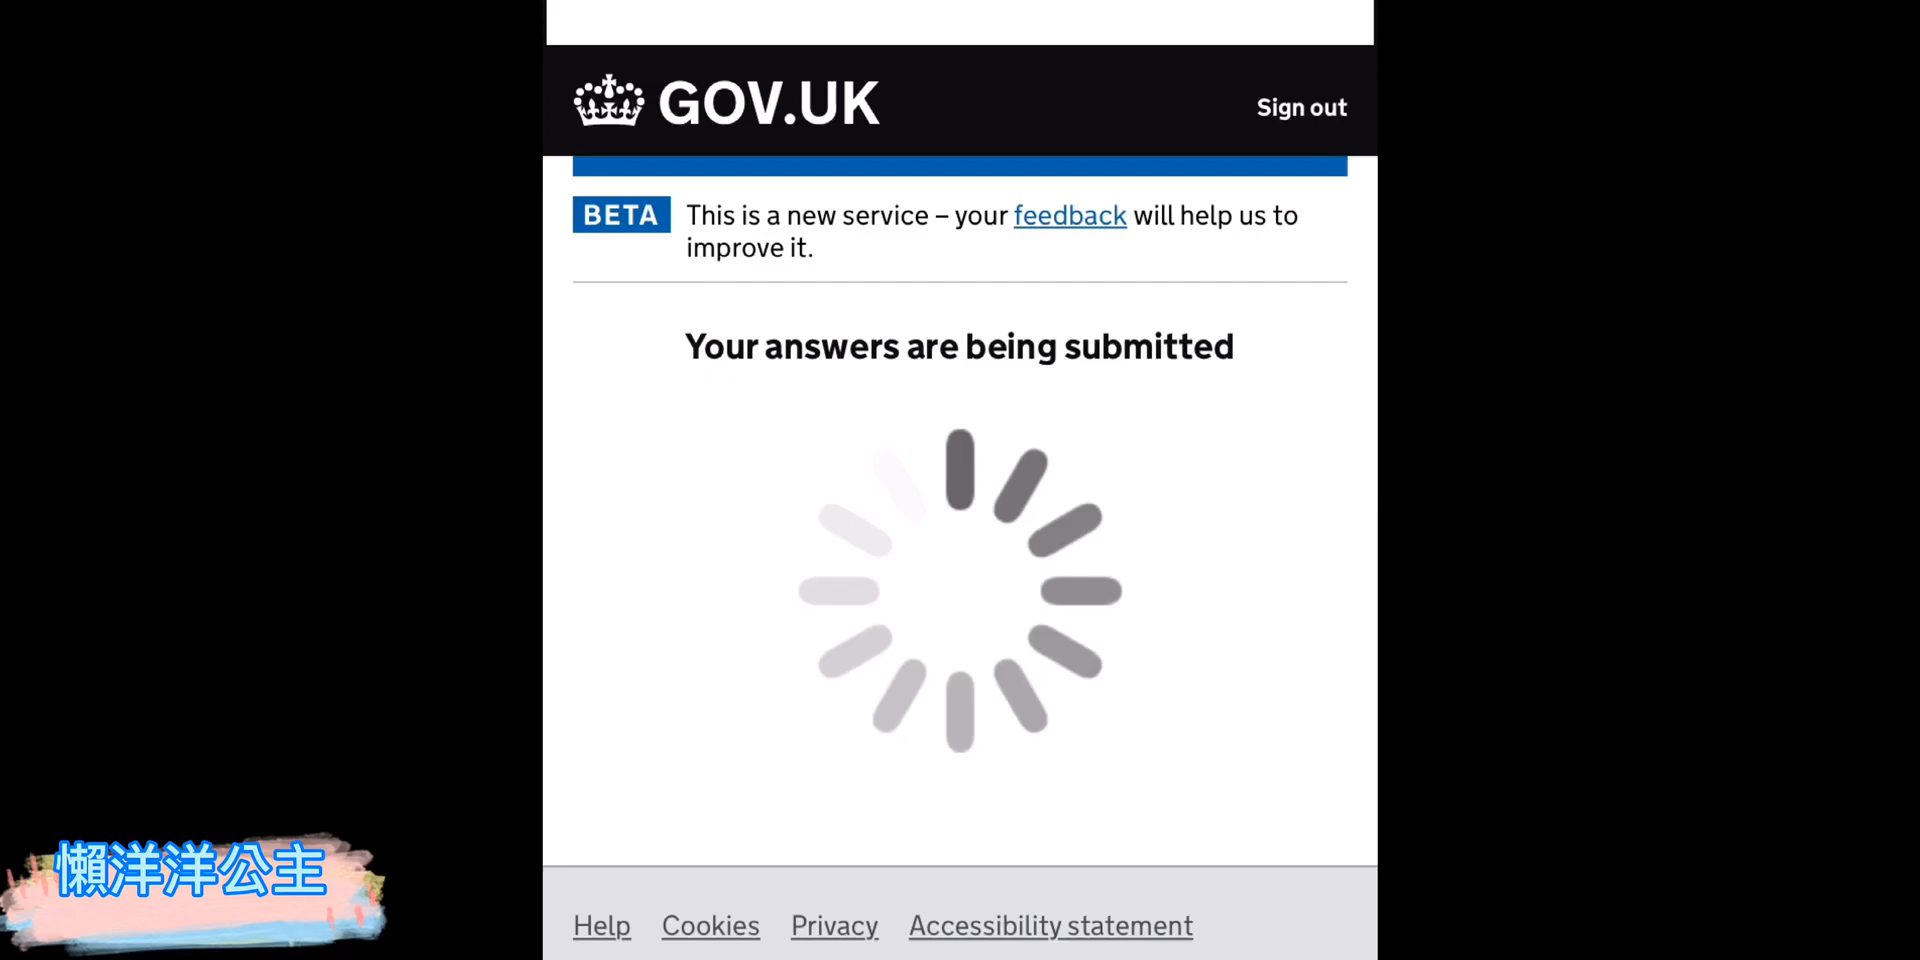 GOV.UK
Sign out
BETA This is a new service – your feedback will help us to
improve it.
Your answers are being submitted
懶洋洋公主
Help Cookies Privacy Accessibility statement